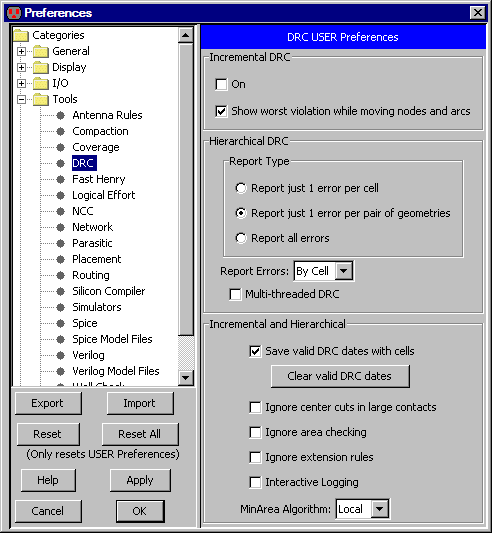 Preferences
Categories
General
Display
I/O
Tools
Antenna Rules
Compaction
Coverage
DRC
Fast Henry
Logical Effort
NCC
Network
Parasitic
Placement
Routing
Silicon Compiler
Simulators
Spice
Spice Model Files
Verilog
Verilog Model Files
Well Check
Export
Import
Reset
Reset All
(Only resets USER Preferences)
Help
Apply
Cancel
OK
DRC USER Preferences
Incremental DRC
On
Show worst violation while moving nodes and arcs
Hierarchical DRC
Report Type
Report just 1 error per cell
Report just 1 error per pair of geometries
Report all errors
Report Errors: By Cell
Multi-threaded DRC
Incremental and Hierarchical
Save valid DRC dates with cells
Clear valid DRC dates
Ignore center cuts in large contacts
Ignore area checking
Ignore extension rules
Interactive Logging
MinArea Algorithm: Local